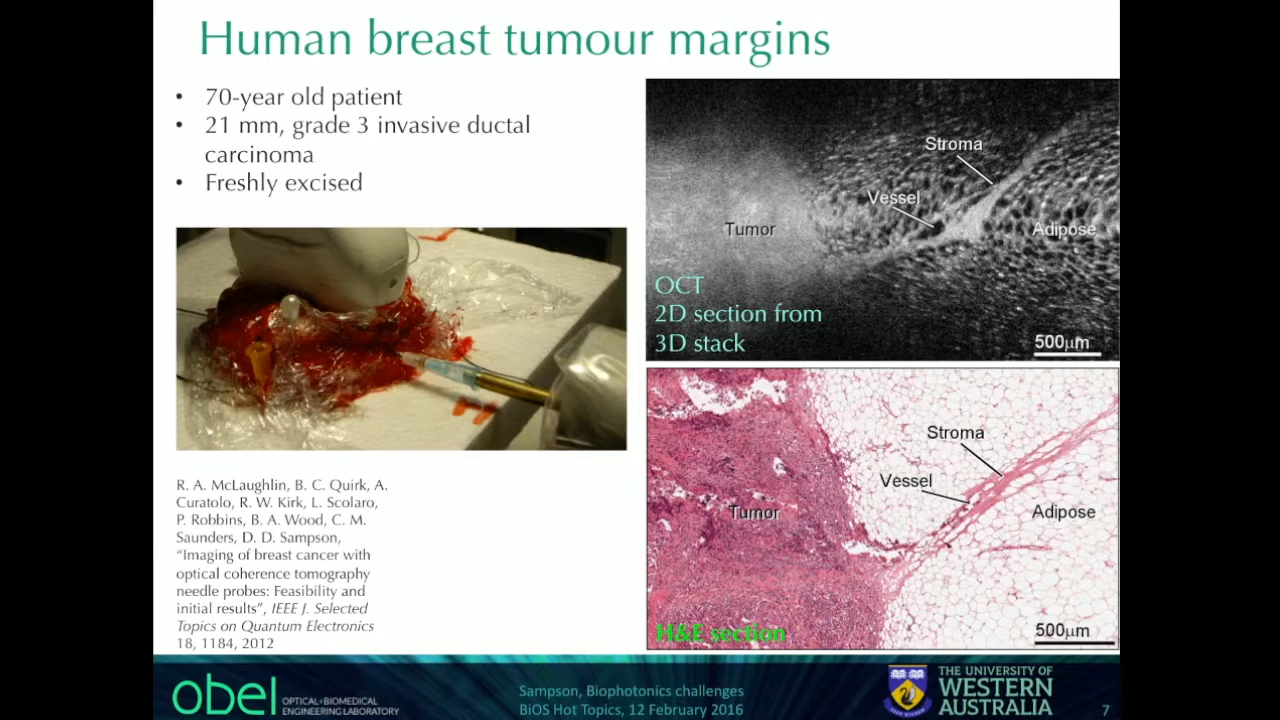 Human breast tumour margins
• 70-year old patient
• 21 mm, grade 3 invasive ductal
carcinoma
• Freshly excised
Stroma
Vessel
Tumor
Adipose
OCT
2D section from
3D stack
500µm
Stroma
Vessel
Tumor
Adipose
H&E section
500µm
R. A. McLaughlin, B. C. Quirk, A.
Curatolo, R. W. Kirk, L. Scolaro,
P. Robbins, B. A. Wood, C. M.
Saunders, D. D. Sampson,
“Imaging of breast cancer with
optical coherence tomography
needle probes: Feasibility and
initial results”, IEEE J. Selected
Topics on Quantum Electronics
18, 1184, 2012
obel
OPTICAL+BIOMEDICAL
ENGINEERING LABORATORY
Sampson, Biophotonics challenges
BiOS Hot Topics, 12 February 2016
THE UNIVERSITY OF
WESTERN
AUSTRALIA
7